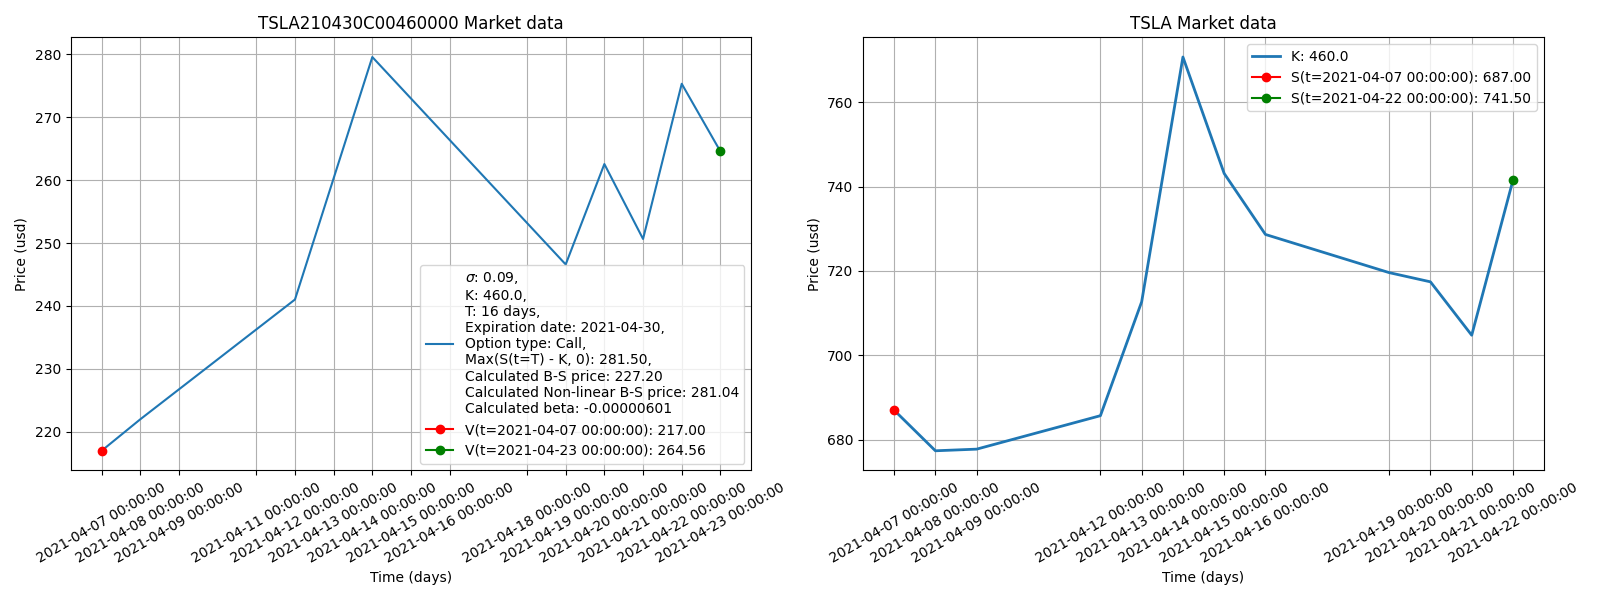 TSLA210430C00460000 Market data
Price (usd)
280
270
260
250
240
230
220
σ: 0.09,
K: 460.0,
T: 16 days,
Expiration date: 2021-04-30,
Option type: Call,
Max(S(t=T) - K, 0): 281.50,
Calculated B-S price: 227.20
Calculated Non-linear B-S price: 281.04
Calculated beta: -0.00000601
V(t=2021-04-07 00:00:00): 217.00
V(t=2021-04-23 00:00:00): 264.56
2021-04-07 00:00:00
2021-04-08 00:00:00
2021-04-09 00:00:00
2021-04-11 00:00:00
2021-04-12 00:00:00
2021-04-13 00:00:00
2021-04-14 00:00:00
2021-04-15 00:00:00
2021-04-16 00:00:00
2021-04-18 00:00:00
2021-04-19 00:00:00
2021-04-20 00:00:00
2021-04-21 00:00:00
2021-04-22 00:00:00
2021-04-23 00:00:00
Time (days)
TSLA Market data
Price (usd)
760
740
720
700
680
K: 460.0
S(t=2021-04-07 00:00:00): 687.00
S(t=2021-04-22 00:00:00): 741.50
2021-04-07 00:00:00
2021-04-08 00:00:00
2021-04-09 00:00:00
2021-04-12 00:00:00
2021-04-13 00:00:00
2021-04-14 00:00:00
2021-04-15 00:00:00
2021-04-16 00:00:00
2021-04-19 00:00:00
2021-04-20 00:00:00
2021-04-21 00:00:00
2021-04-22 00:00:00
Time (days)